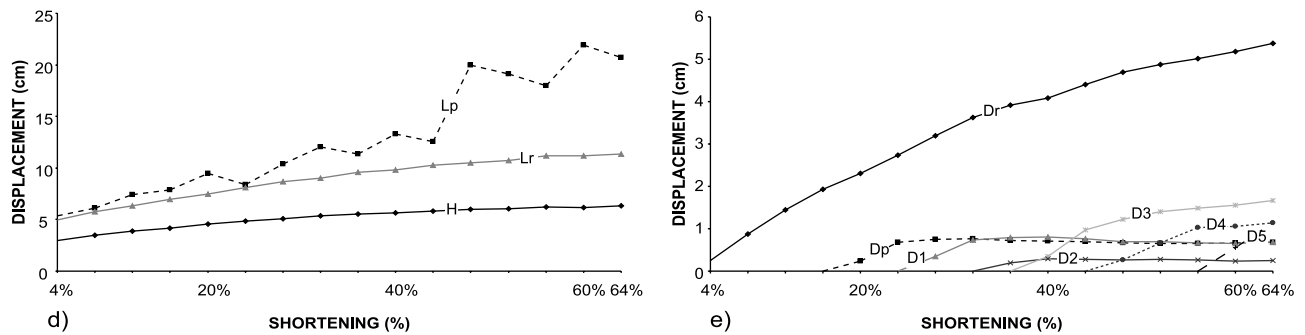 DISPLACEMENT (cm)
25
20
15
10
5
0
Lp
Lr
H
4%
20%
40%
60% 64%
SHORTENING (%)
d)
DISPLACEMENT (cm)
6
5
4
3
2
1
0
Dr
D3
D4
D5
Dp
D1
D2
4%
20%
40%
60% 64%
SHORTENING (%)
e)